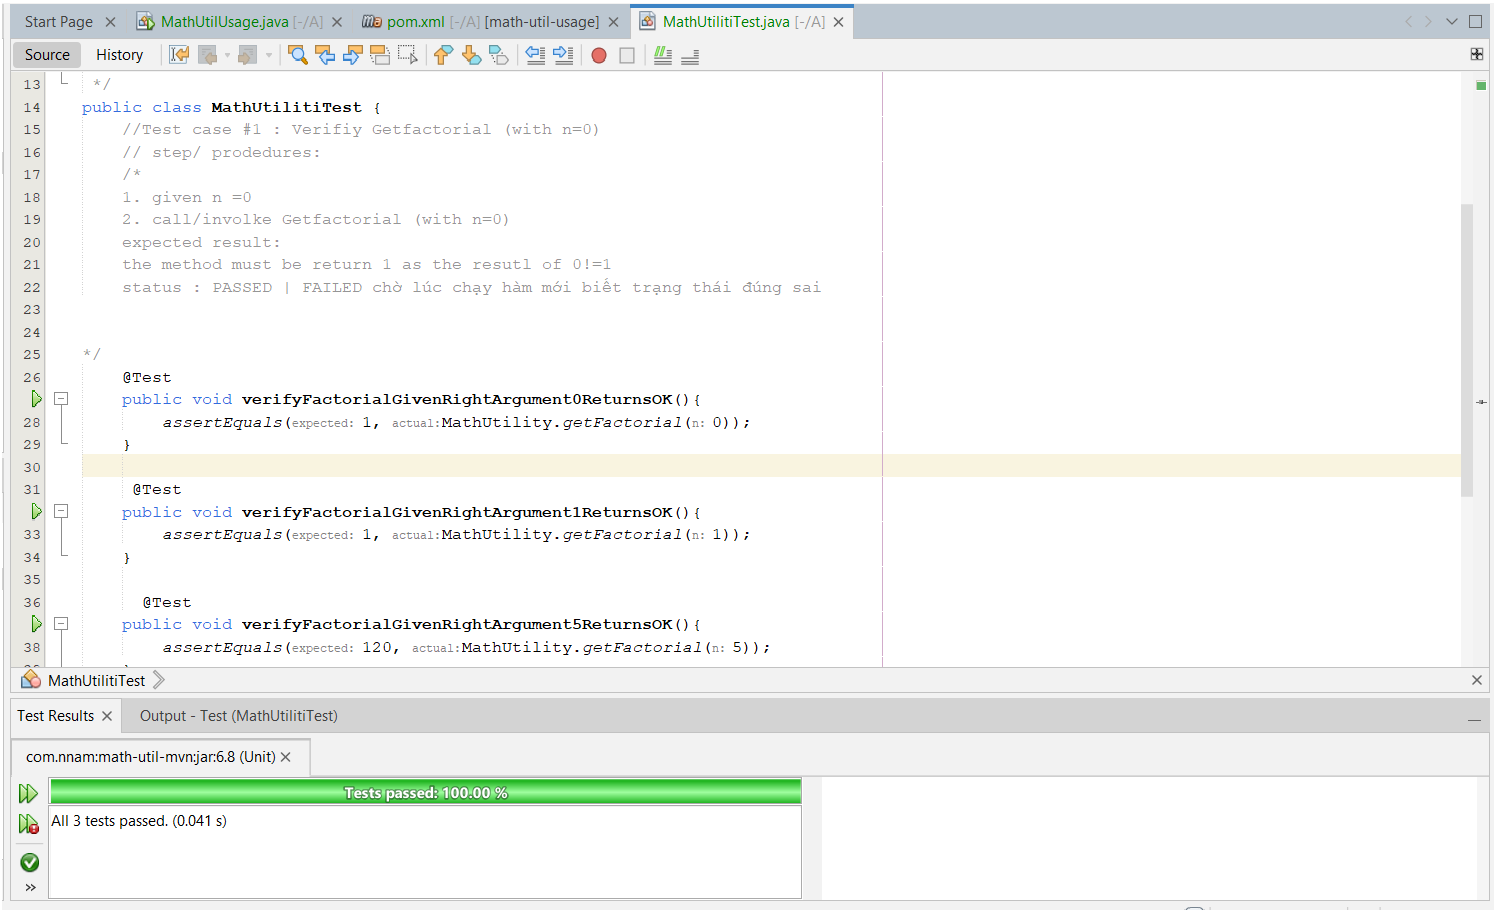 Start Page
MathUtilUsage.java [-/A]
pom.xml [-/A] [math-util-usage]
MathUtilitiTest.java [-/A]
Source History
13 */
14 public class MathUtilitiTest {
15 //Test case #1 : Verifiy Getfactorial (with n=0)
16 // step/ prodedures:
17 /*
18 1. given n =0
19 2. call/involke Getfactorial (with n=0)
20 expected result:
21 the method must be return 1 as the resutl of 0!=1
22 status : PASSED | FAILED chờ lúc chạy hàm mới biết trạng thái đúng sai
23
24
25 */
26 @Test
public void verifyFactorialGivenRightArgument0ReturnsOK(){
28 assertEquals(expected: 1, actual:MathUtility.getFactorial(n: 0));
29 }
30
31 @Test
public void verifyFactorialGivenRightArgument1ReturnsOK(){
33 assertEquals(expected: 1, actual:MathUtility.getFactorial(n: 1));
34 }
35
36 @Test
public void verifyFactorialGivenRightArgument5ReturnsOK(){
38 assertEquals(expected: 120, actual:MathUtility.getFactorial(n: 5));
MathUtilitiTest
Test Results Output - Test (MathUtilitiTest)
com.nnam:math-util-mvn:jar:6.8 (Unit)
Tests passed: 100.00 %
All 3 tests passed. (0.041 s)